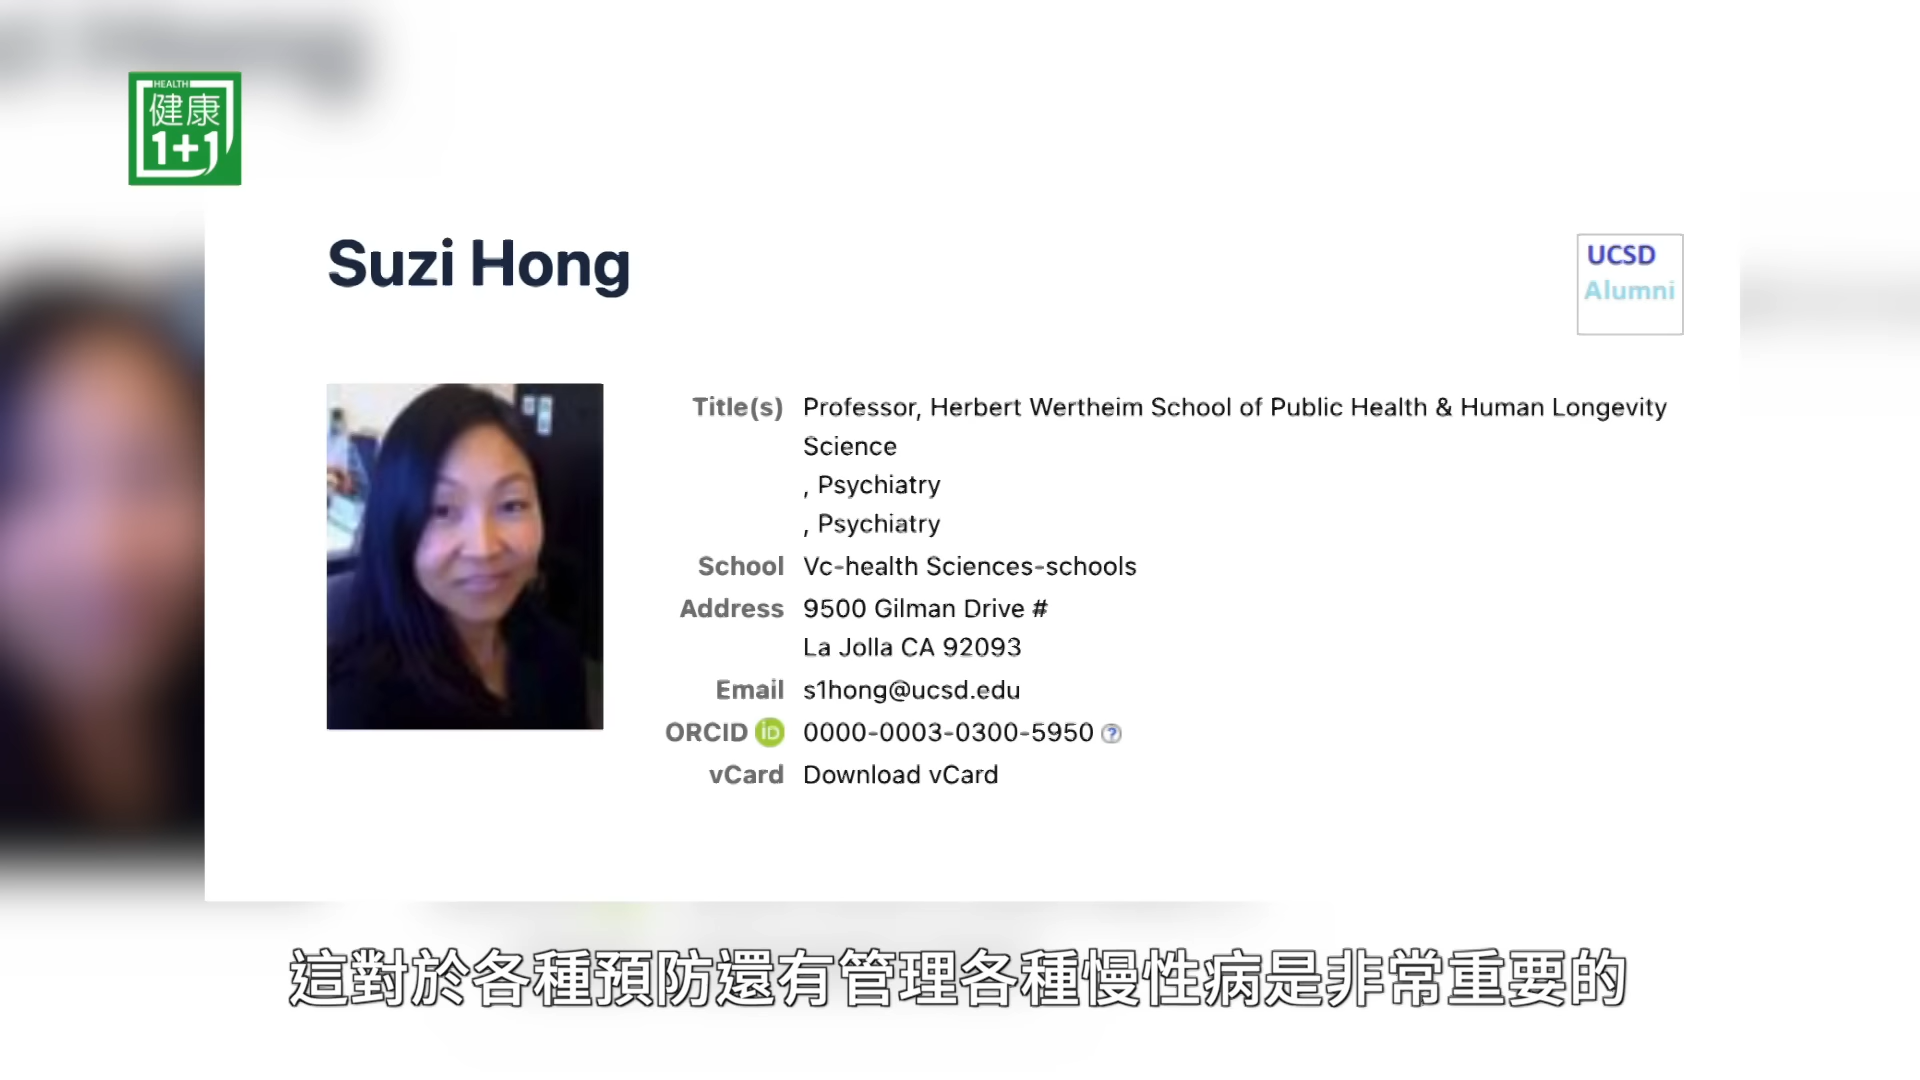 HEALTH
健康
1+1
Suzi Hong
UCSD
Alumni
Title(s) Professor, Herbert Wertheim School of Public Health & Human Longevity
Science
, Psychiatry
, Psychiatry
School Vc-health Sciences-schools
Address 9500 Gilman Drive #
La Jolla CA 92093
Email s1hong@ucsd.edu
ORCID iD 0000-0003-0300-5950 ?
vCard Download vCard
這對於各種預防還有管理各種慢性病是非常重要的